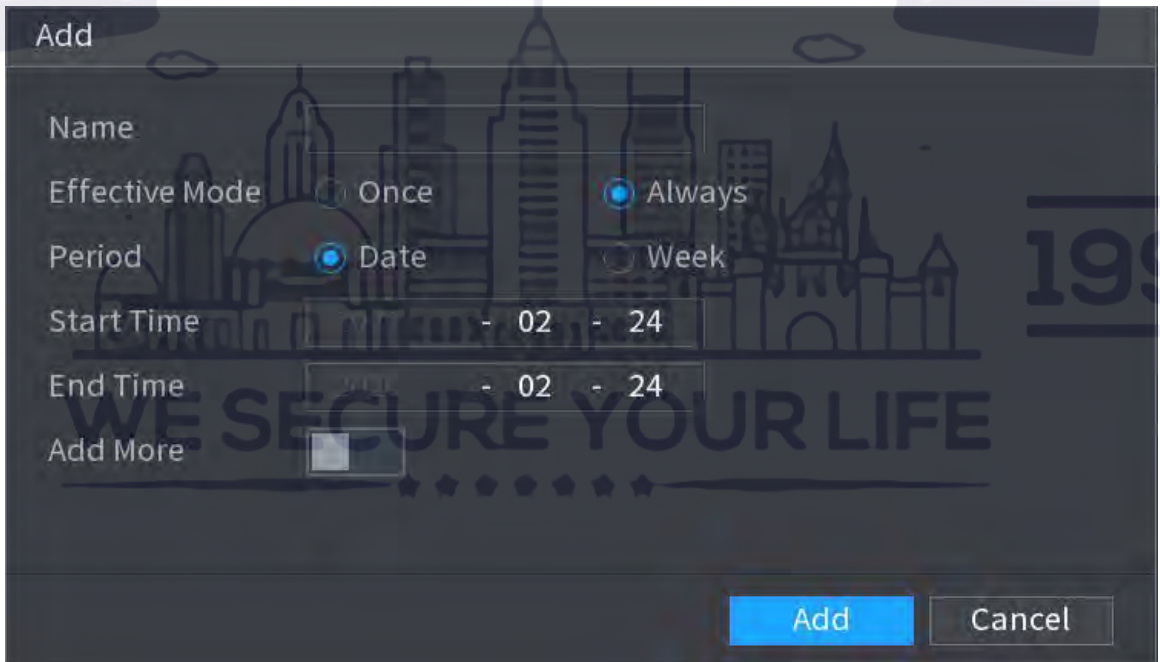 Add
Name
Effective Mode Once Always
Period Date Week
Start Time - 02 - 24
End Time - 02 - 24
Add More
WE SECURE YOUR LIFE
Add Cancel